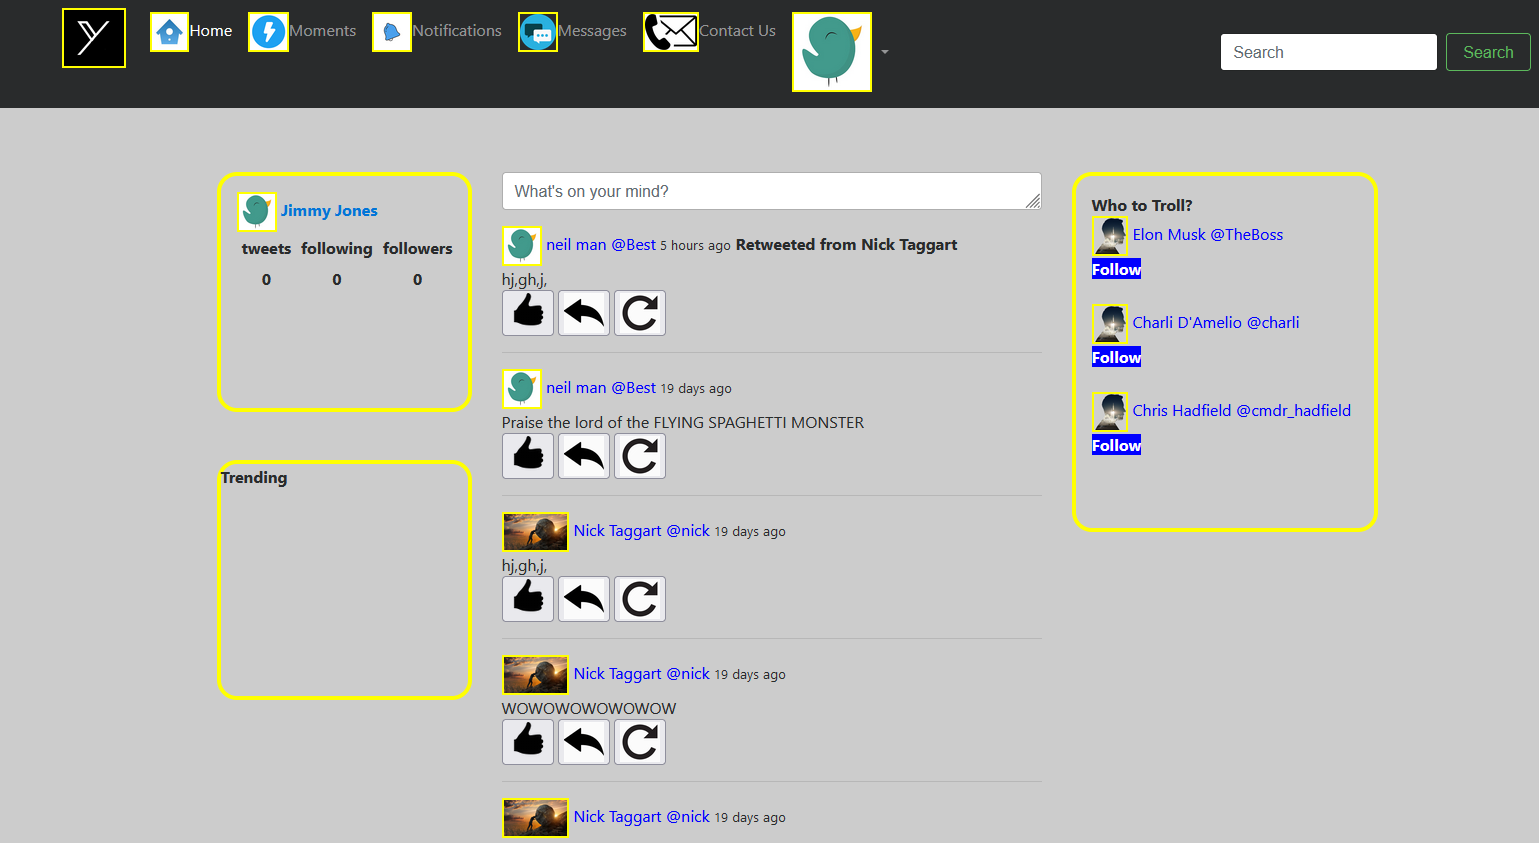 Y Home Moments Notifications Messages Contact Us Search Search
Jimmy Jones
tweets following followers
0 0 0
Trending
What's on your mind?
neil man @Best 5 hours ago Retweeted from Nick Taggart
hj,gh,j,
neil man @Best 19 days ago
Praise the lord of the FLYING SPAGHETTI MONSTER
Nick Taggart @nick 19 days ago
hj,gh,j,
Nick Taggart @nick 19 days ago
WOWOWOWOWOWOW
Nick Taggart @nick 19 days ago
Who to Troll?
Elon Musk @TheBoss
Follow
Charli D'Amelio @charli
Follow
Chris Hadfield @cmdr_hadfield
Follow